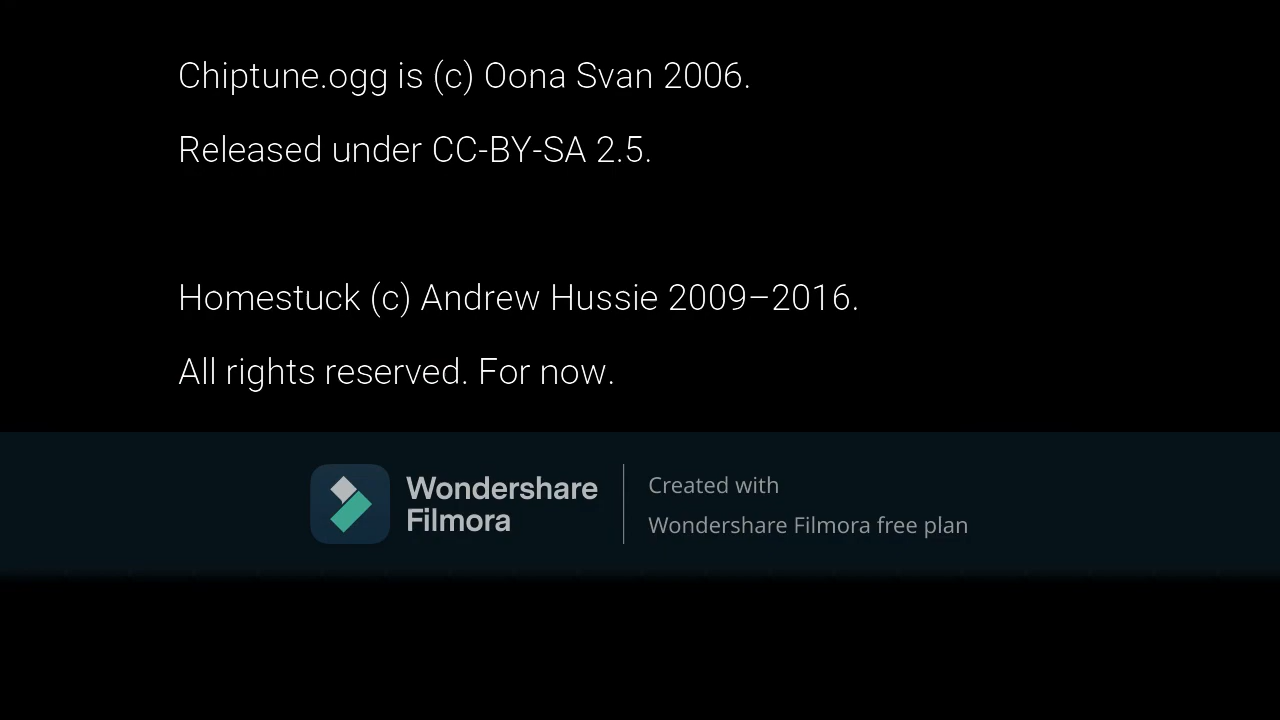 Chiptune.ogg is (c) Oona Svan 2006.
Released under CC-BY-SA 2.5.
Homestuck (c) Andrew Hussie 2009–2016.
All rights reserved. For now.
Wondershare
Filmora
Created with
Wondershare Filmora free plan